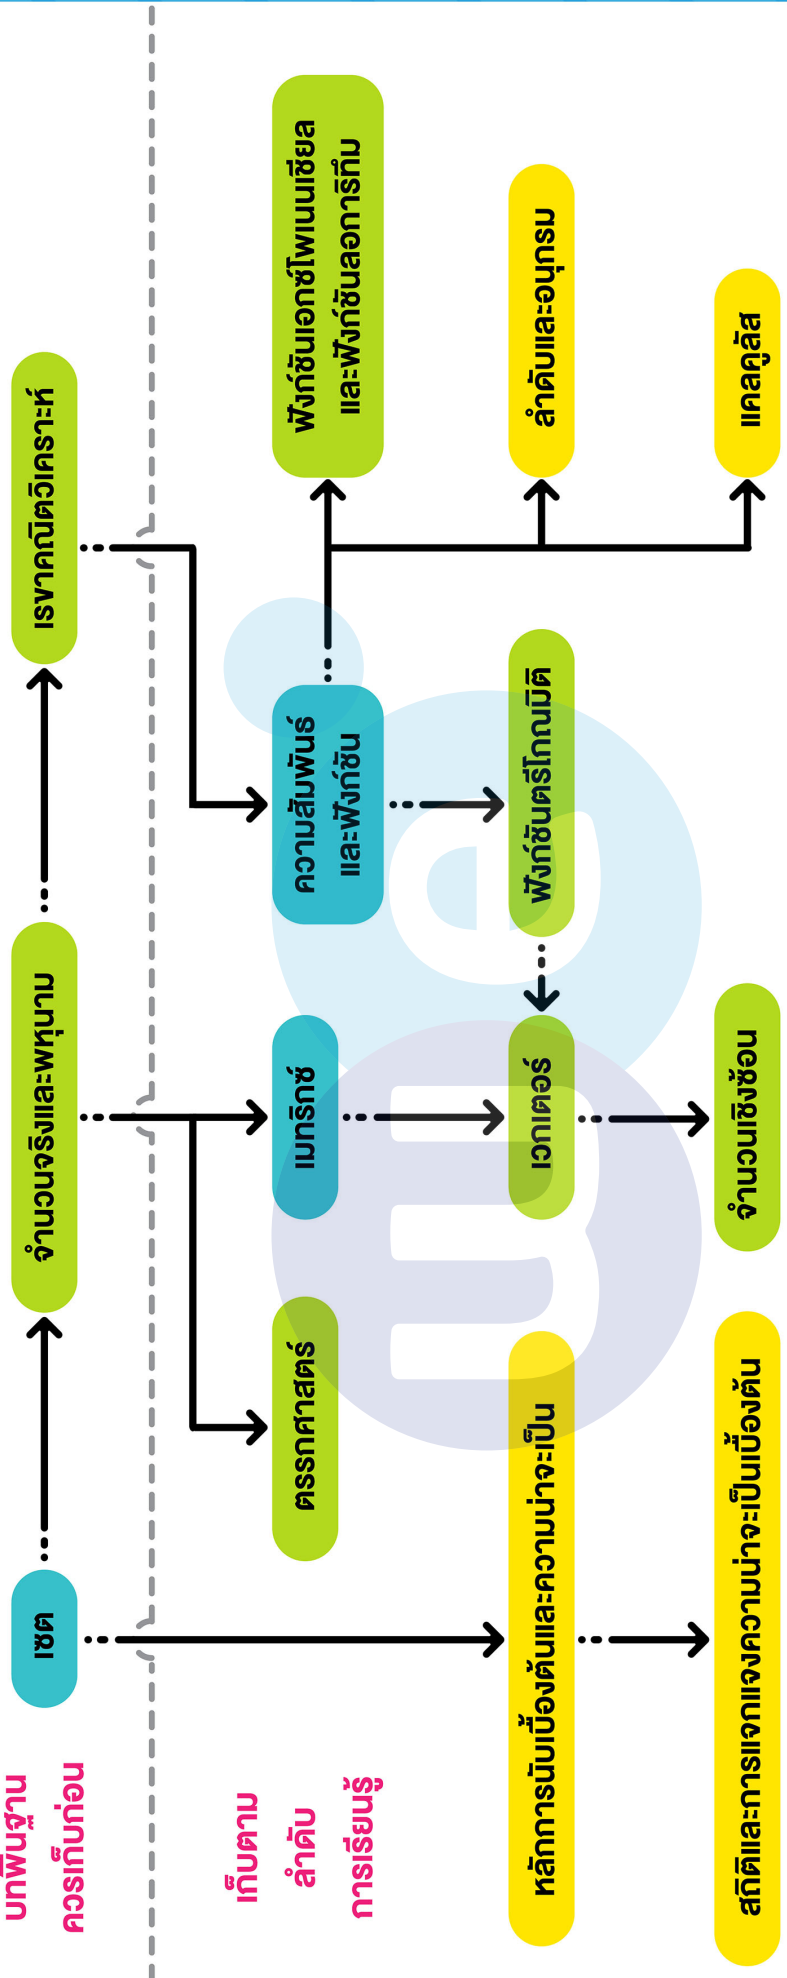 บทพื้นฐาน
ควรเก็บก่อน
เซต
จำนวนจริงและพหุนาม
เรขาคณิตวิเคราะห์
เก็บตาม
ลำดับ
การเรียนรู้
ตรรกศาสตร์
เมทริกซ์
ความสัมพันธ์
และฟังก์ชัน
ฟังก์ชันเอกซ์โพเนนเชียล
และฟังก์ชันลอการิทึม
หลักการนับเบื้องต้นและความน่าจะเป็น
เวกเตอร์
ฟังก์ชันตรีโกณมิติ
ลำดับและอนุกรม
สถิติและการแจกแจงความน่าจะเป็นเบื้องต้น
จำนวนเชิงซ้อน
แคลคูลัส
me